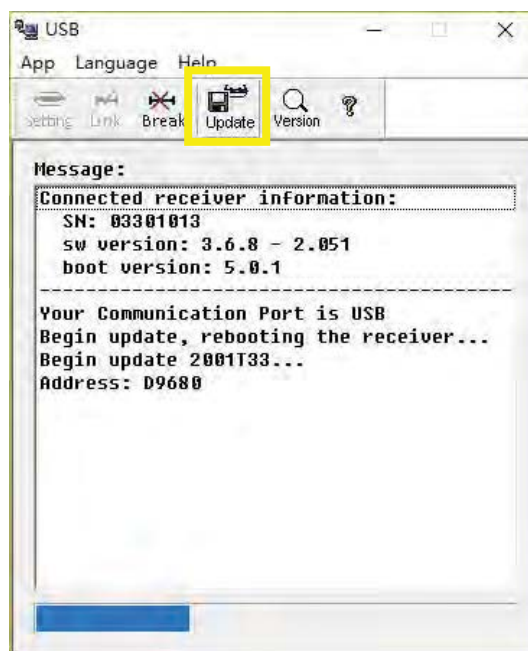 USB
App Language Help
Setting Link Break Update Version
Message:
Connected receiver information:
SN: 03301013
sw version: 3.6.8 - 2.051
boot version: 5.0.1
Your Communication Port is USB
Begin update, rebooting the receiver...
Begin update 2001T33...
Address: D9680